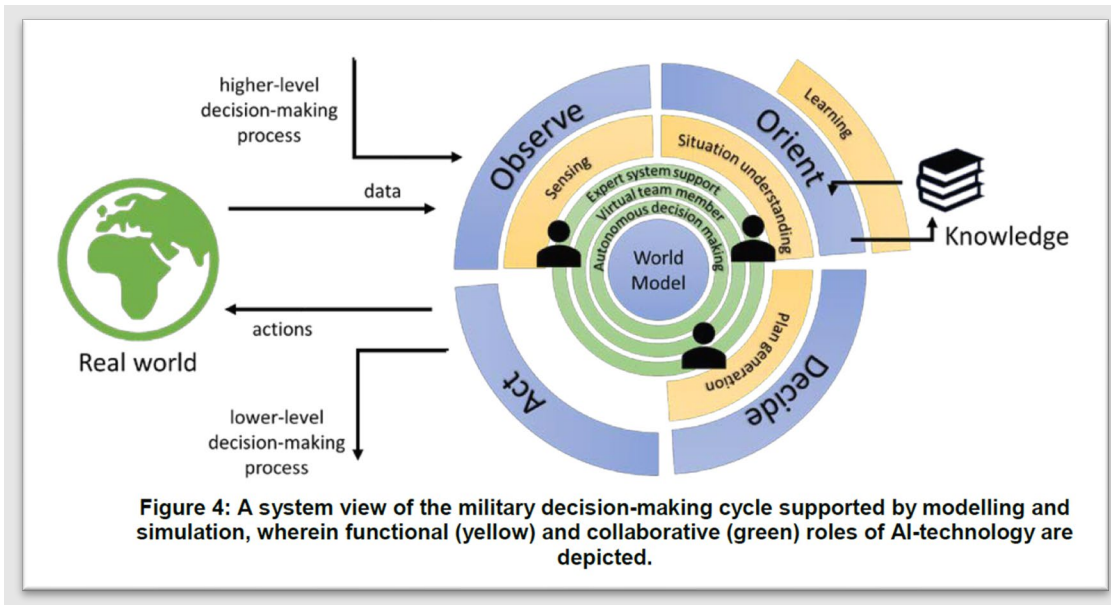 higher-level
decision-making
process
data
Real world
actions
lower-level
decision-making
process
Observe
Orient
Decide
Act
Sensing
Situation understanding
Plan generation
Learning
Expert system support
Virtual team member
Autonomous decision making
World
Model
Knowledge
Figure 4: A system view of the military decision-making cycle supported by modelling and
simulation, wherein functional (yellow) and collaborative (green) roles of AI-technology are
depicted.